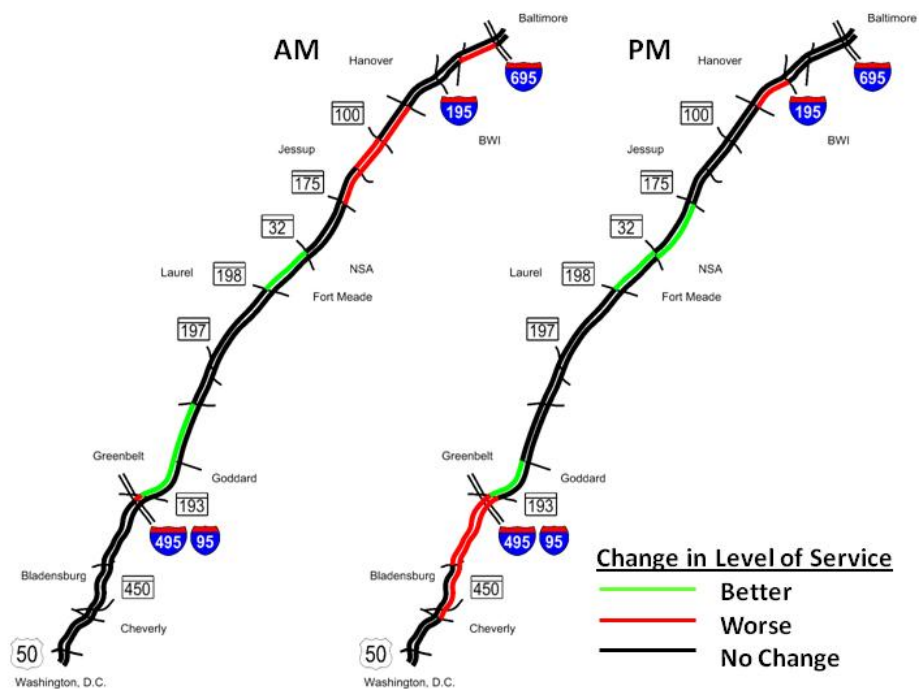 AM
Baltimore
Hanover
695
195
100
BWI
Jessup
175
32
NSA
Laurel
198
Fort Meade
197
Greenbelt
Goddard
193
495 95
Bladensburg
450
Cheverly
50
Washington, D.C.
PM
Baltimore
Hanover
695
195
100
BWI
Jessup
175
32
NSA
Laurel
198
Fort Meade
197
Greenbelt
Goddard
193
495 95
Bladensburg
450
Cheverly
50
Washington, D.C.
Change in Level of Service
Better
Worse
No Change